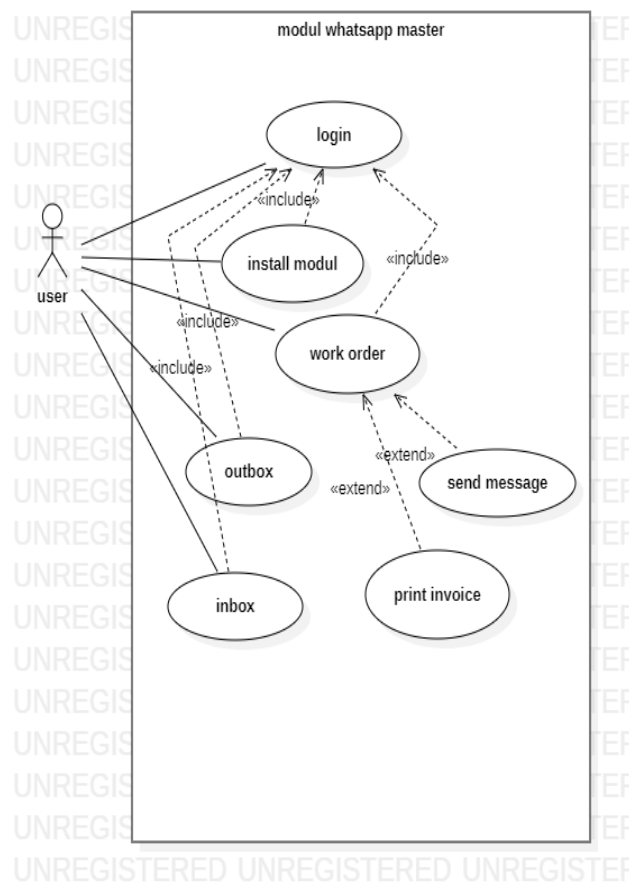 modul whatsapp master
login
«include»
install modul
«include»
user
«include»
work order
«include»
«extend»
outbox
send message
«extend»
print invoice
inbox
UNREGISTERED UNREGISTERED UNREGISTE